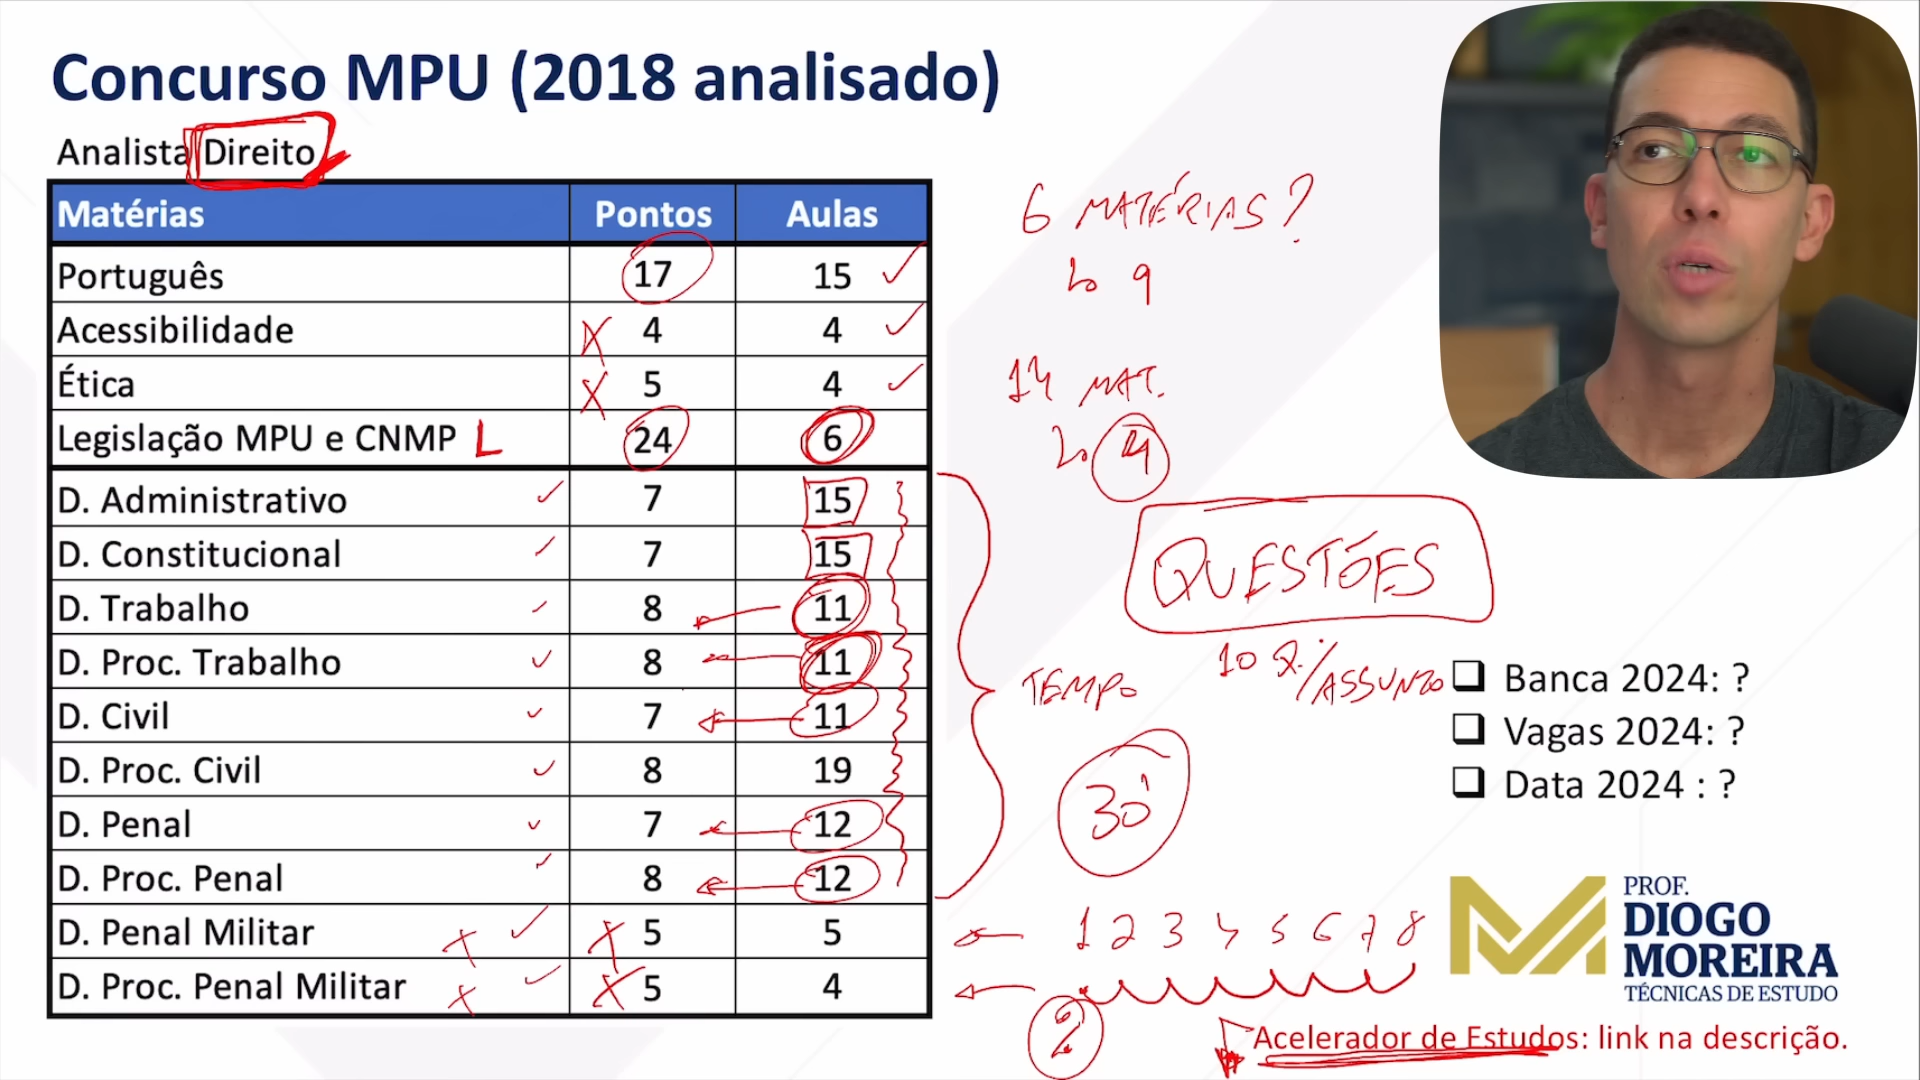 Concurso MPU (2018 analisado)
Analista Direito
Matérias Pontos Aulas
Português 17 15
Acessibilidade 4 4
Ética 5 4
Legislação MPU e CNMP L 24 6
D. Administrativo 7 15
D. Constitucional 7 15
D. Trabalho 8 11
D. Proc. Trabalho 8 11
D. Civil 7 11
D. Proc. Civil 8 19
D. Penal 7 12
D. Proc. Penal 8 12
D. Penal Militar 5 5
D. Proc. Penal Militar 5 4
6 MATÉRIAS?
9
14 MAT.
4
QUESTÕES
10 Q./ASSUNTO
TEMPO
30'
1 2 3 4 5 6 7 8
2
Banca 2024: ?
Vagas 2024: ?
Data 2024 : ?
PROF.
DIOGO
MOREIRA
TÉCNICAS DE ESTUDO
Acelerador de Estudos: link na descrição.